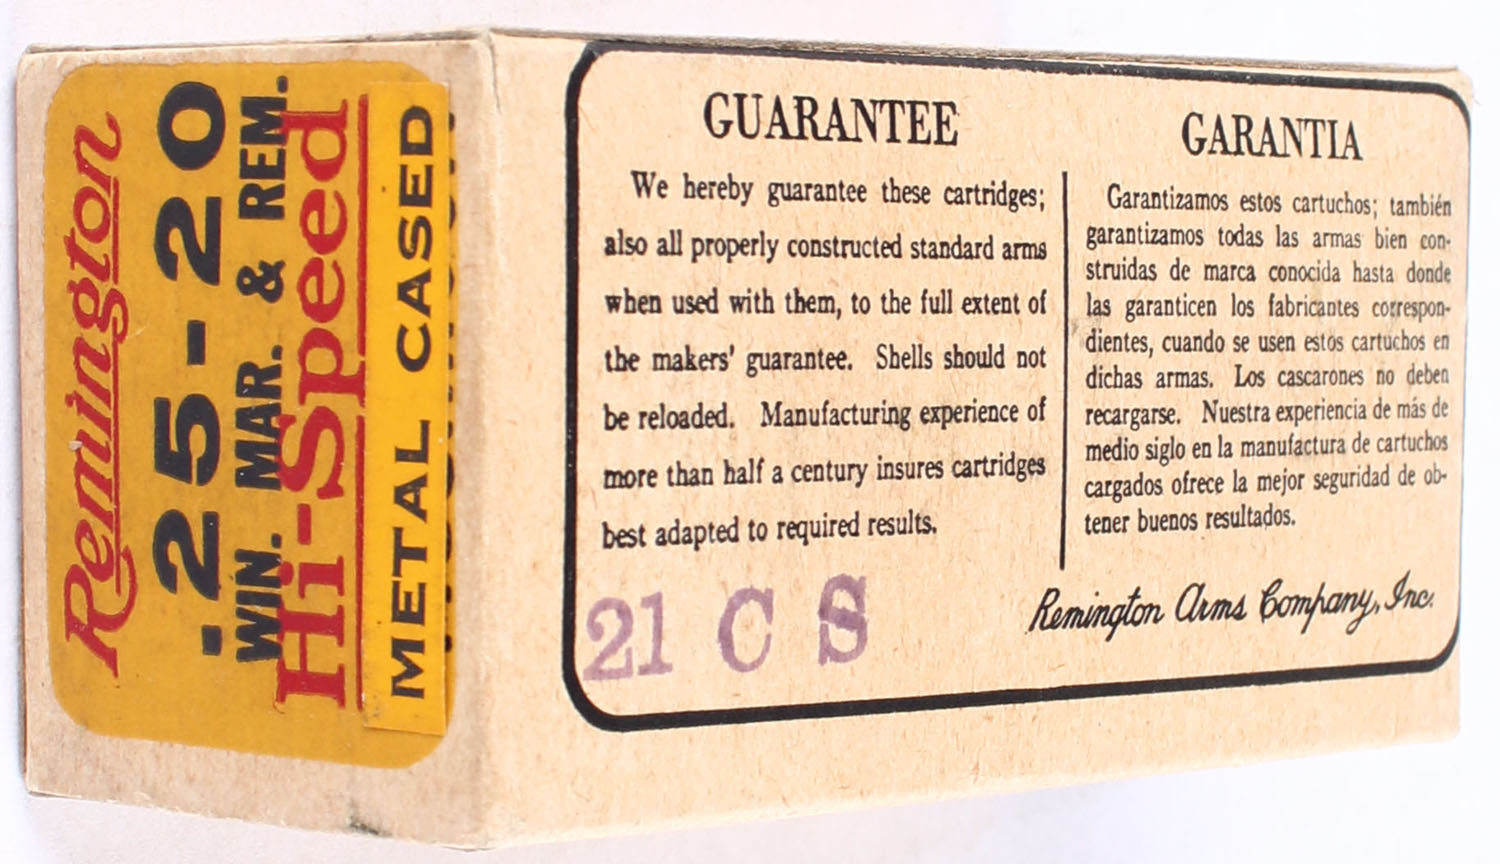 Remington
.25-20
WIN. MAR. & REM.
Hi-Speed
METAL CASED
GUARANTEE
We hereby guarantee these cartridges;
also all properly constructed standard arms
when used with them, to the full extent of
the makers' guarantee. Shells should not
be reloaded. Manufacturing experience of
more than half a century insures cartridges
best adapted to required results.
GARANTIA
Garantizamos estos cartuchos; también
garantizamos todas las armas bien con-
struidas de marca conocida hasta donde
las garanticen los fabricantes correspon-
dientes, cuando se usen estos cartuchos en
dichas armas. Los cascarones no deben
recargarse. Nuestra experiencia de más de
medio siglo en la manufactura de cartuchos
cargados ofrece la mejor seguridad de ob-
tener buenos resultados.
Remington Arms Company, Inc.
21 C S